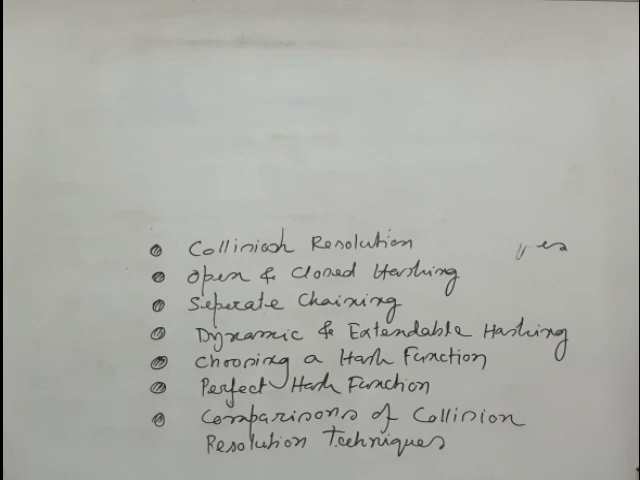 Collision Resolution yes
Open & Closed Hashing
Seperate Chaining
Dynamic & Extendable Hashing
Choosing a Hash Function
Perfect Hash Function
Comparisons of Collision
Resolution Techniques